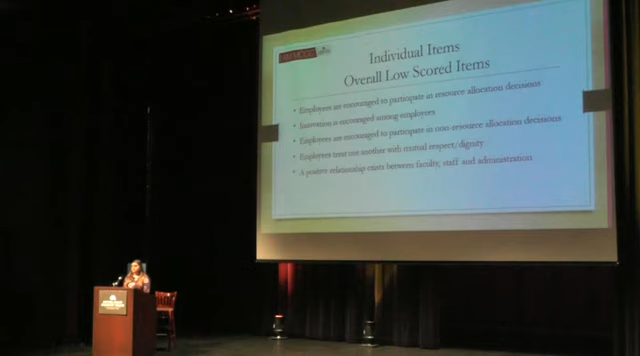 Individual Items
Overall Low Scored Items
• Employees are encouraged to participate in resource allocation decisions
• Innovation is encouraged among employees
• Employees are encouraged to participate in non-resource allocation decisions
• Employees treat one another with mutual respect/dignity
• A positive relationship exists between faculty, staff and administration